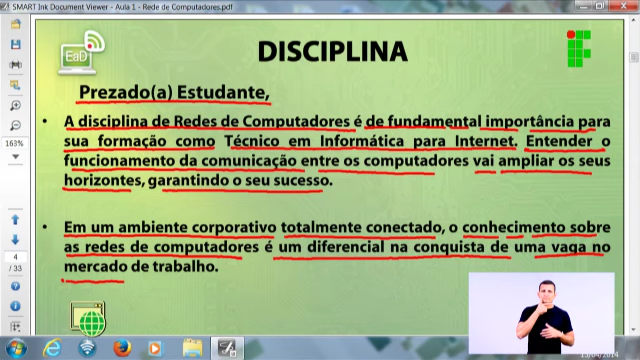 SMART Ink Document Viewer - Aula 1 - Rede de Computadores.pdf
EaD
DISCIPLINA
Prezado(a) Estudante,
• A disciplina de Redes de Computadores é de fundamental importância para
sua formação como Técnico em Informática para Internet. Entender o
funcionamento da comunicação entre os computadores vai ampliar os seus
horizontes, garantindo o seu sucesso.
• Em um ambiente corporativo totalmente conectado, o conhecimento sobre
as redes de computadores é um diferencial na conquista de uma vaga no
mercado de trabalho.
163%
4
/ 33
15/04/2014